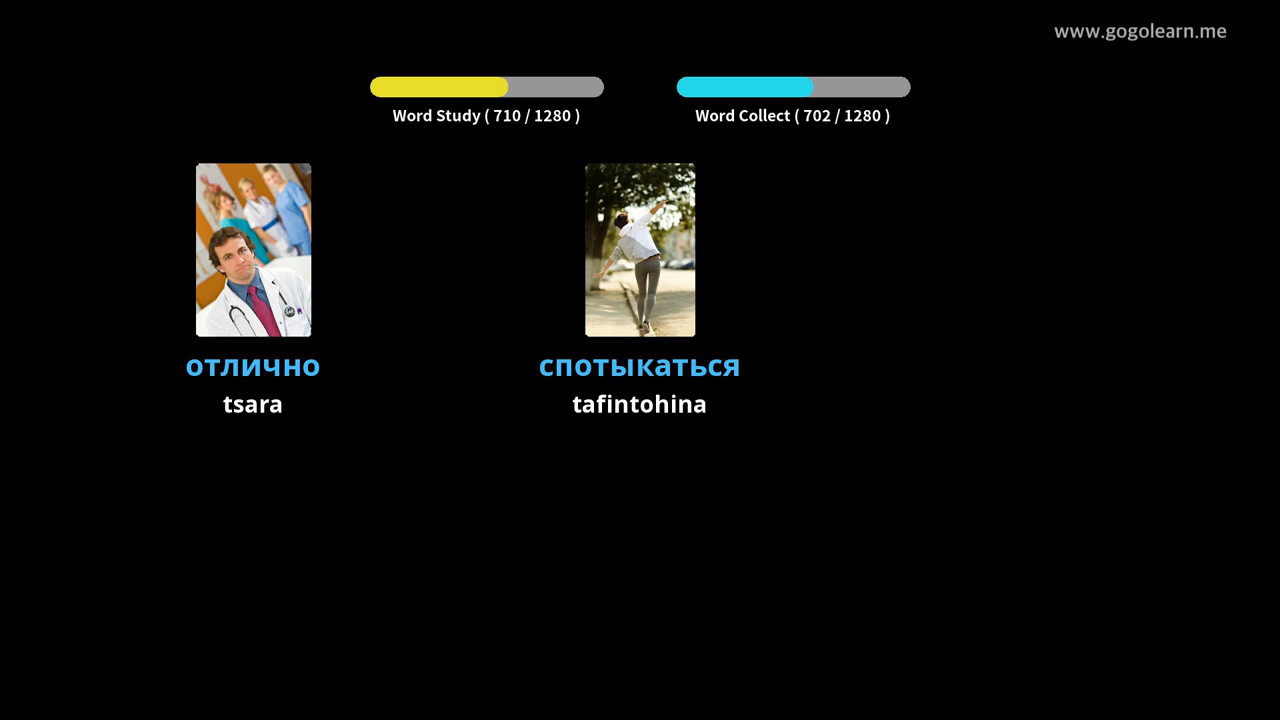 www.gogolearn.me
Word Study ( 710 / 1280 )
Word Collect ( 702 / 1280 )
отлично
tsara
спотыкаться
tafintohina